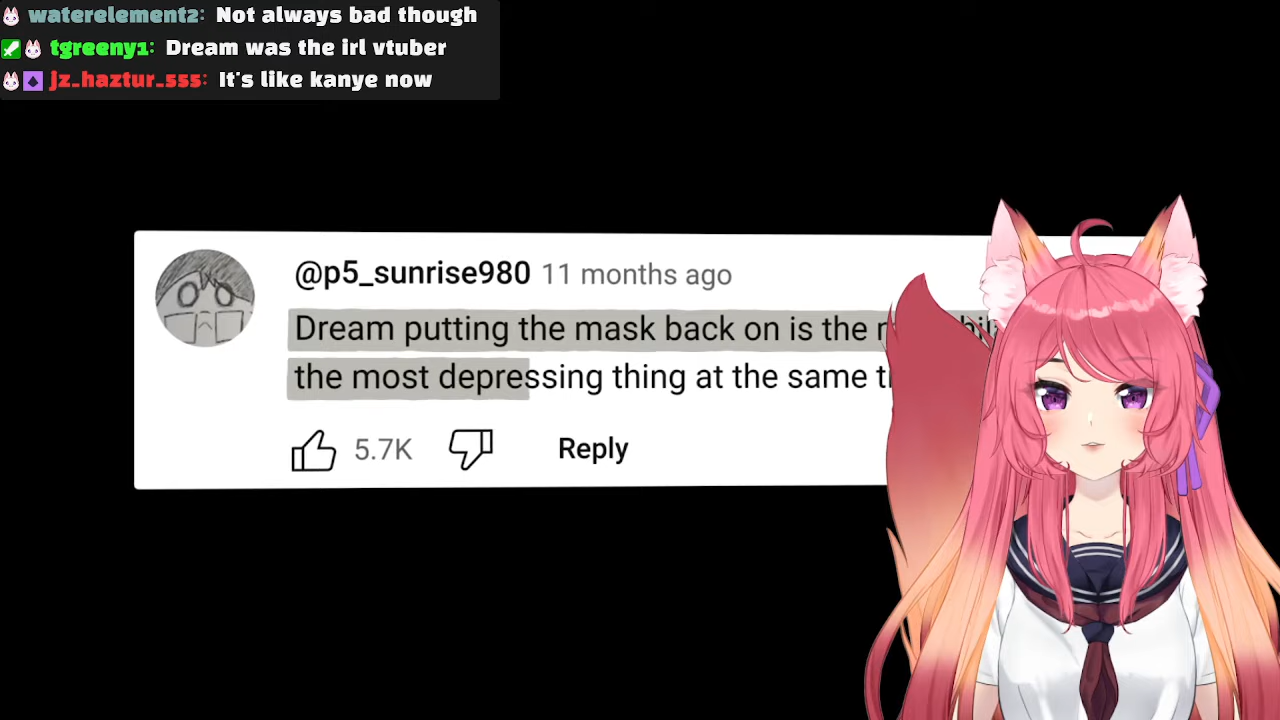 waterelement2: Not always bad though
tgreeny1: Dream was the irl vtuber
jz_haztur_555: It's like kanye now
@p5_sunrise980 11 months ago
Dream putting the mask back on is the
the most depressing thing at the same
5.7K Reply